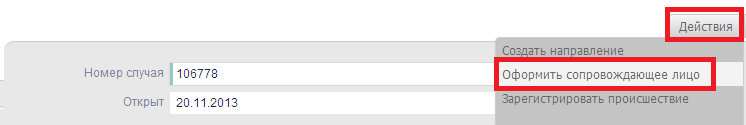 Действия
Создать направление
Номер случая 106778
Оформить сопровождающее лицо
Открыт 20.11.2013
Зарегистрировать происшествие